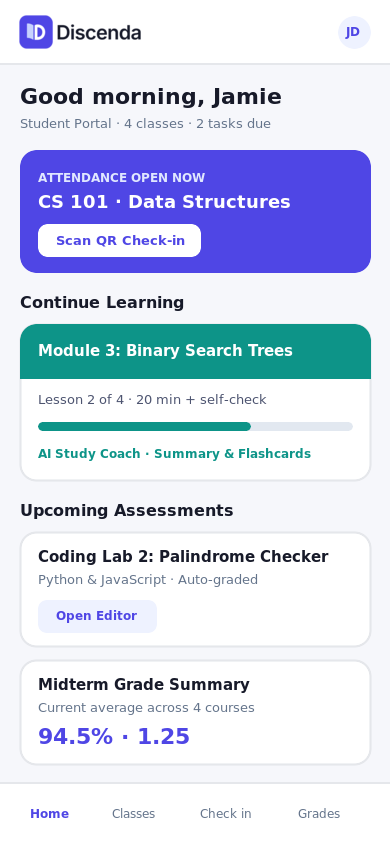 Discenda
JD
Good morning, Jamie
Student Portal · 4 classes · 2 tasks due
ATTENDANCE OPEN NOW
CS 101 · Data Structures
Scan QR Check-in
Continue Learning
Module 3: Binary Search Trees
Lesson 2 of 4 · 20 min + self-check
AI Study Coach · Summary & Flashcards
Upcoming Assessments
Coding Lab 2: Palindrome Checker
Python & JavaScript · Auto-graded
Open Editor
Midterm Grade Summary
Current average across 4 courses
94.5% · 1.25
Home Classes Check in Grades